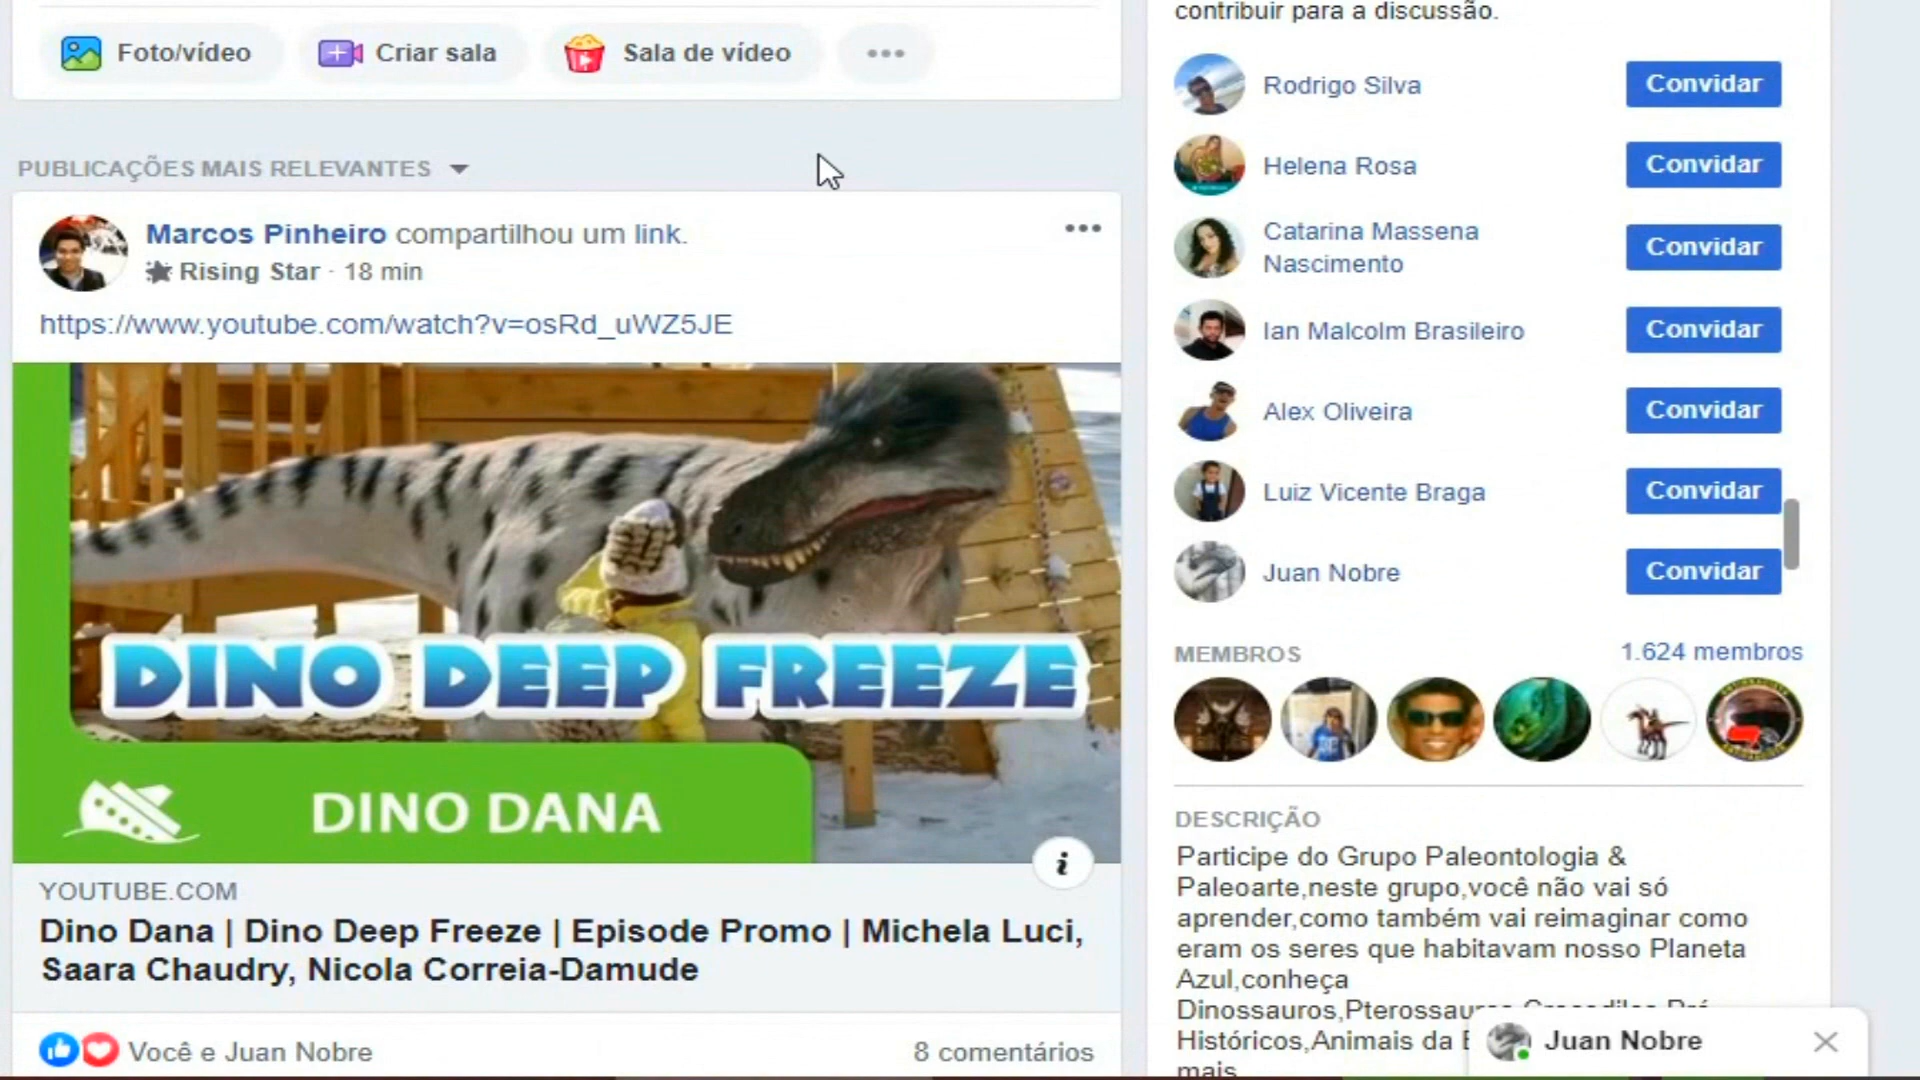 Foto/vídeo
Criar sala
Sala de vídeo
PUBLICAÇÕES MAIS RELEVANTES
Marcos Pinheiro compartilhou um link.
Rising Star · 18 min
https://www.youtube.com/watch?v=osRd_uWZ5JE
DINO DEEP FREEZE
DINO DANA
i
YOUTUBE.COM
Dino Dana | Dino Deep Freeze | Episode Promo | Michela Luci,
Saara Chaudry, Nicola Correia-Damude
Você e Juan Nobre
8 comentários
contribuir para a discussão.
Rodrigo Silva
Convidar
Helena Rosa
Convidar
Catarina Massena
Nascimento
Convidar
Ian Malcolm Brasileiro
Convidar
Alex Oliveira
Convidar
Luiz Vicente Braga
Convidar
Juan Nobre
Convidar
MEMBROS
1.624 membros
DESCRIÇÃO
Participe do Grupo Paleontologia &
Paleoarte,neste grupo,você não vai só
aprender,como também vai reimaginar como
eram os seres que habitavam nosso Planeta
Azul,conheça
Históricos,Animais da
mais
Juan Nobre